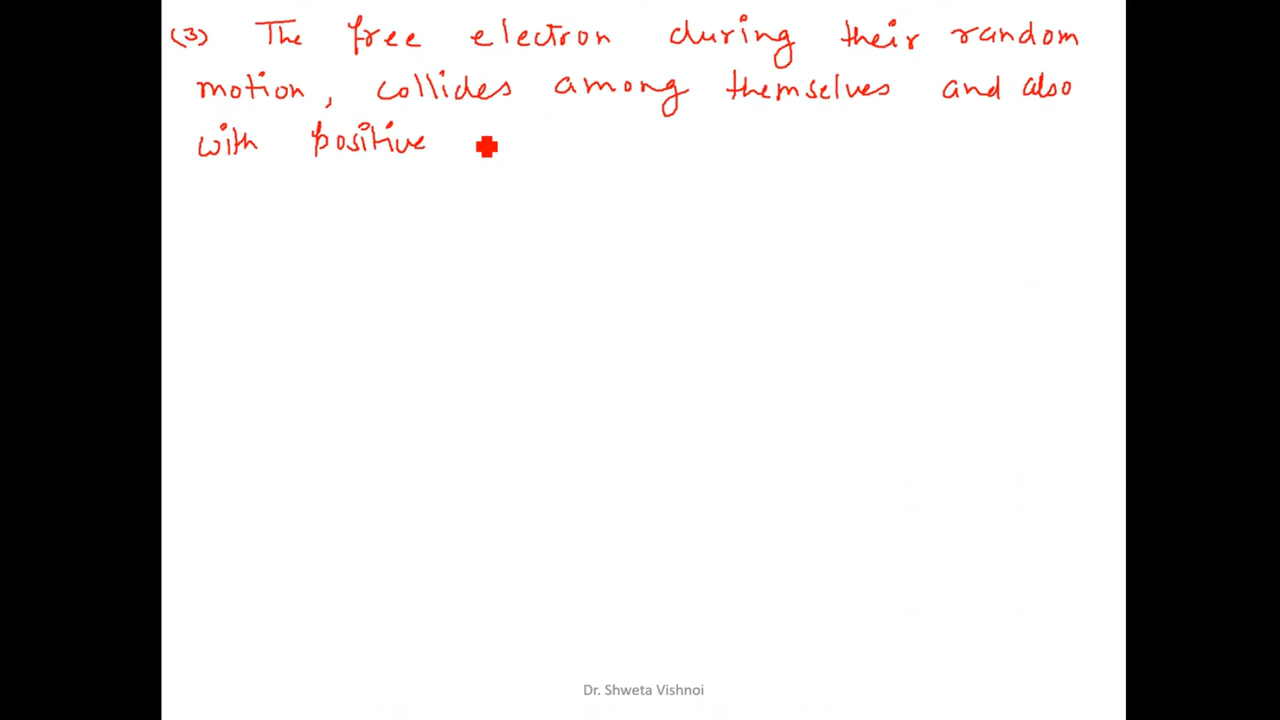 (3) The free electron during their random
motion, collides among themselves and also
with positive
Dr. Shweta Vishnoi